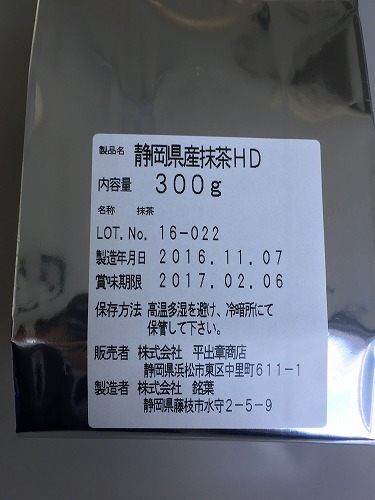 製品名 静岡県産抹茶HD
内容量 300g
名称 抹茶
LOT.No. 16-022
製造年月日 2016.11.07
賞味期限 2017.02.06
保存方法 高温多湿を避け、冷暗所にて
保管して下さい。
販売者 株式会社 平出章商店
静岡県浜松市東区中里町611-1
製造者 株式会社 銘葉
静岡県藤枝市水守2-5-9